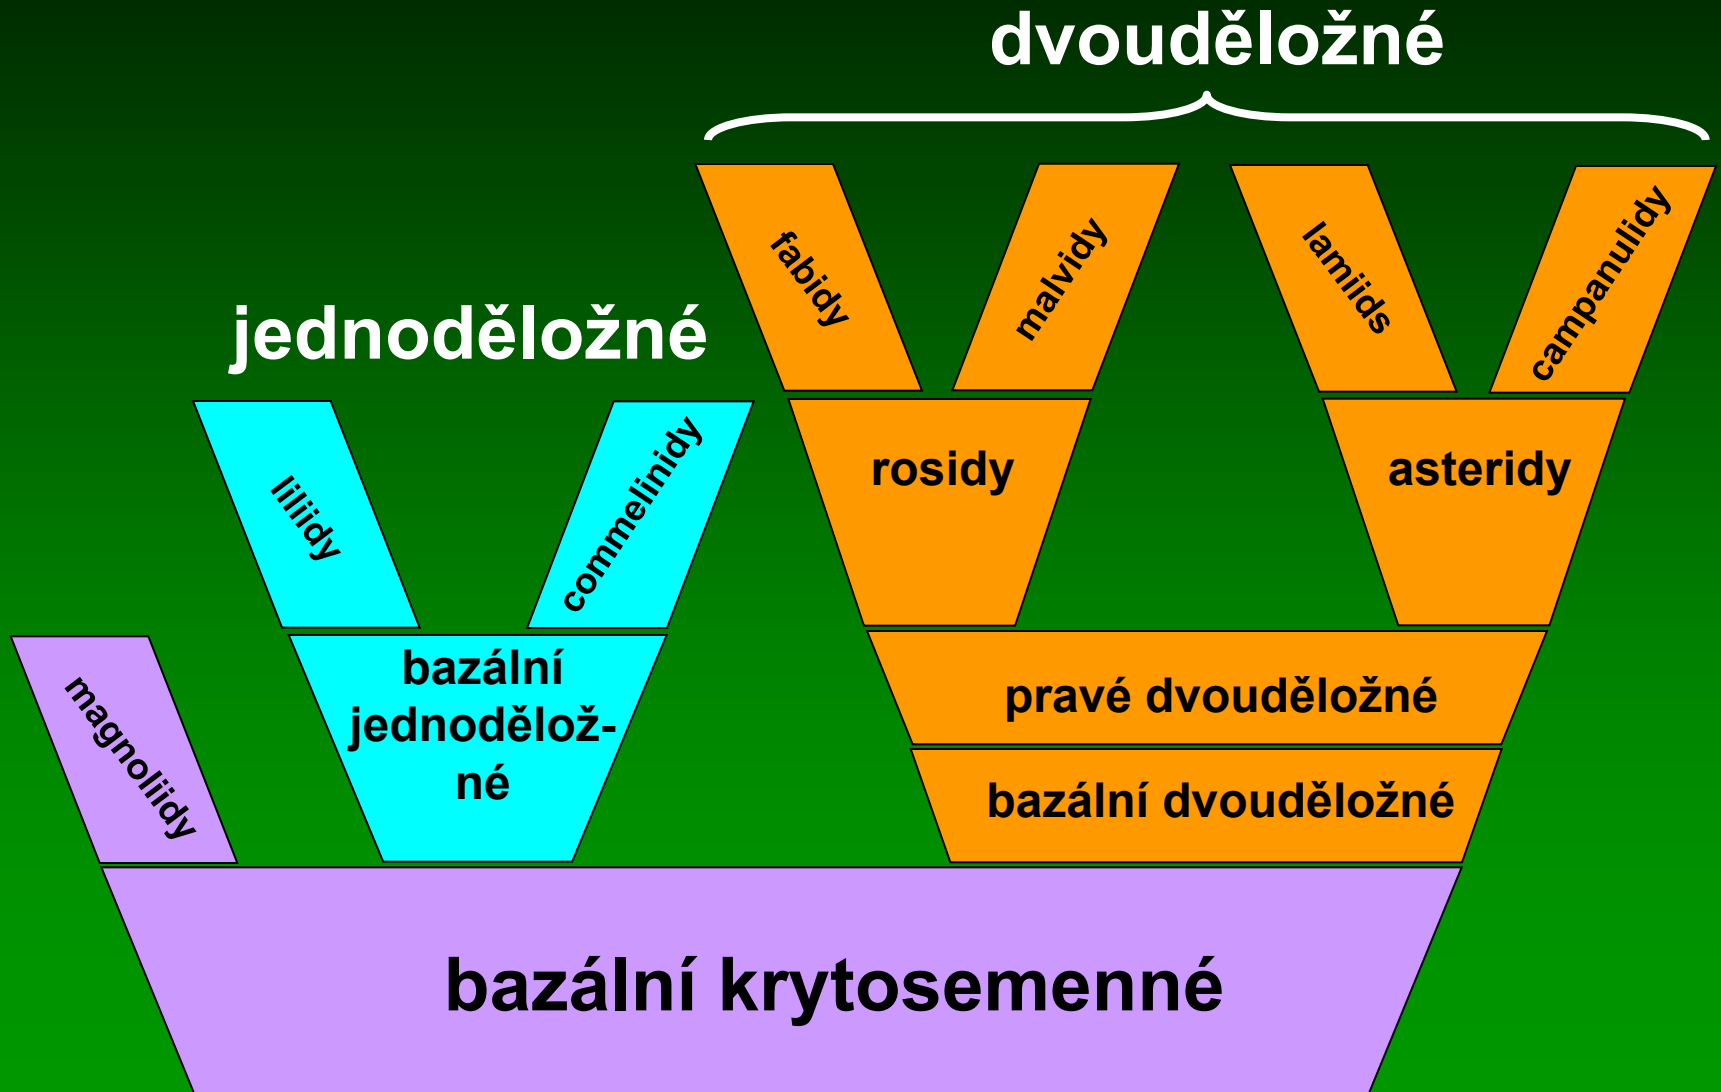 dvouděložné
fabidy
malvidy
lamiids
campanulidy
jednoděložné
rosidy
asteridy
liliidy
commelinidy
bazální
jednodělož-
né
pravé dvouděložné
magnoliidy
bazální dvouděložné
bazální krytosemenné